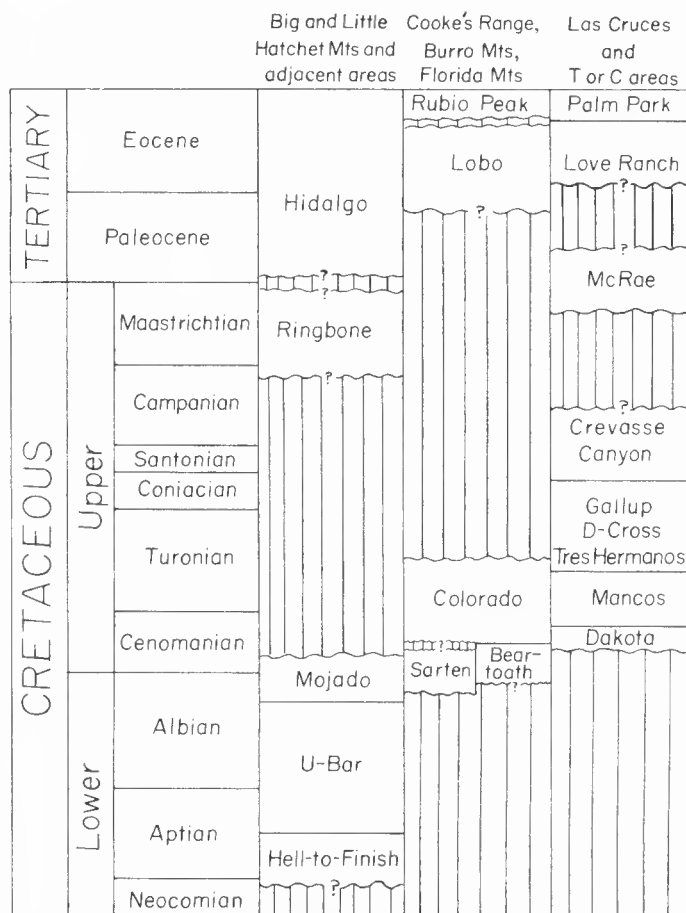 Big and Little
Hatchet Mts and
adjacent areas
Cooke's Range,
Burro Mts,
Florida Mts
Las Cruces
and
T or C areas
TERTIARY
Eocene
Paleocene
CRETACEOUS
Upper
Maastrichtian
Campanian
Santonian
Coniacian
Turonian
Cenomanian
Lower
Albian
Aptian
Neocomian
Hidalgo
?
?
Ringbone
?
Mojado
U-Bar
Hell-to-Finish
?
Rubio Peak
Lobo
?
Colorado
?
Sarten
Bear-
tooth
?
Palm Park
Love Ranch
?
?
McRae
?
Crevasse
Canyon
Gallup
D-Cross
Tres Hermanos
Mancos
Dakota